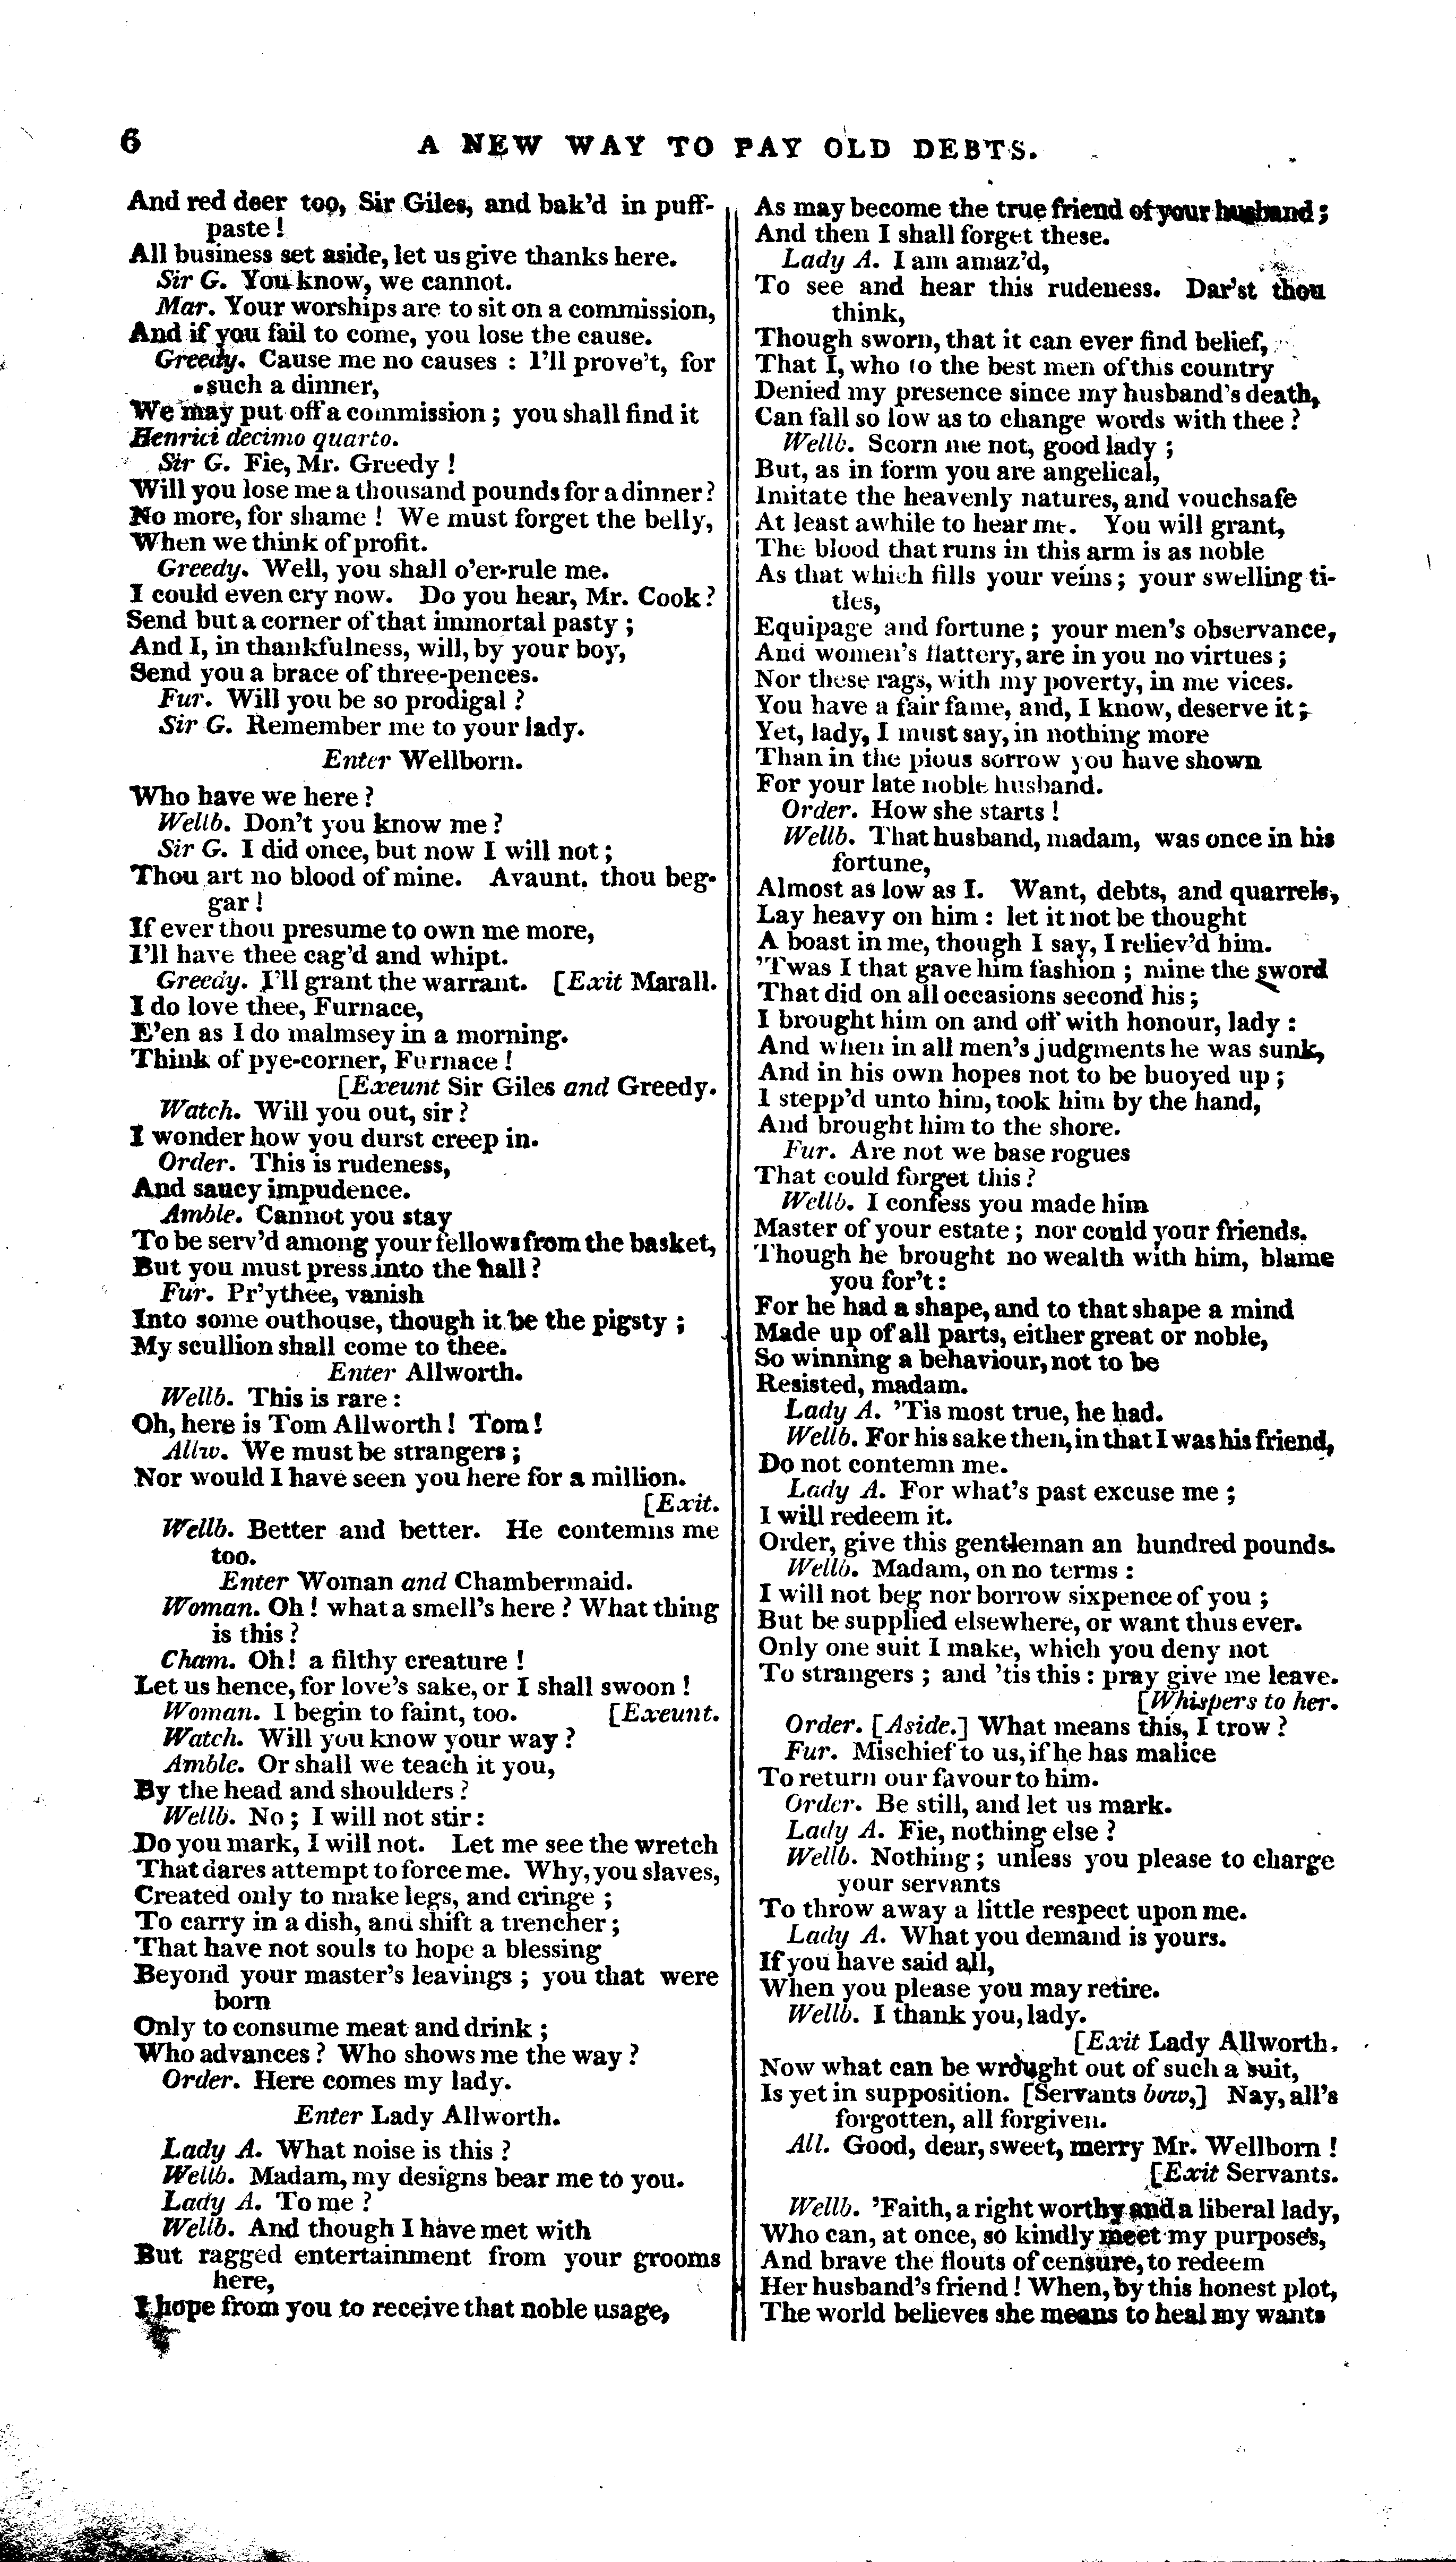 6 A NEW WAY TO PAY OLD DEBTS.
And red deer too, Sir Giles, and bak'd in puff-
paste!
All business set aside, let us give thanks here.
Sir G. You know, we cannot.
Mar. Your worships are to sit on a commission,
And if you fail to come, you lose the cause.
Greedy. Cause me no causes : I'll prove't, for
such a dinner,
We may put off a commission ; you shall find it
Henrici decimo quarto.
Sir G. Fie, Mr. Greedy !
Will you lose me a thousand pounds for a dinner?
No more, for shame ! We must forget the belly,
When we think of profit.
Greedy. Well, you shall o'er-rule me.
I could even cry now. Do you hear, Mr. Cook?
Send but a corner of that immortal pasty ;
And I, in thankfulness, will, by your boy,
Send you a brace of three-pences.
Fur. Will you be so prodigal ?
Sir G. Remember me to your lady.
Enter Wellborn.
Who have we here ?
Wellb. Don't you know me ?
Sir G. I did once, but now I will not ;
Thou art no blood of mine. Avaunt, thou beg-
gar !
If ever thou presume to own me more,
I'll have thee cag'd and whipt.
Greedy. I'll grant the warrant. [Exit Marall.
I do love thee, Furnace,
E'en as I do malmsey in a morning.
Think of pye-corner, Furnace !
[Exeunt Sir Giles and Greedy.
Watch. Will you out, sir ?
I wonder how you durst creep in.
Order. This is rudeness,
And saucy impudence.
Amble. Cannot you stay
To be serv'd among your fellows from the basket,
But you must press into the hall ?
Fur. Pr'ythee, vanish
Into some outhouse, though it be the pigsty ;
My scullion shall come to thee.
Enter Allworth.
Wellb. This is rare :
Oh, here is Tom Allworth ! Tom!
Allw. We must be strangers ;
Nor would I have seen you here for a million.
[Exit.
Wellb. Better and better. He contemns me
too.
Enter Woman and Chambermaid.
Woman. Oh ! what a smell's here ? What thing
is this ?
Cham. Oh! a filthy creature !
Let us hence, for love's sake, or I shall swoon !
Woman. I begin to faint, too. [Exeunt.
Watch. Will you know your way ?
Amble. Or shall we teach it you,
By the head and shoulders ?
Wellb. No ; I will not stir :
Do you mark, I will not. Let me see the wretch
That dares attempt to force me. Why, you slaves,
Created only to make legs, and cringe ;
To carry in a dish, and shift a trencher ;
That have not souls to hope a blessing
Beyond your master's leavings ; you that were
born
Only to consume meat and drink ;
Who advances ? Who shows me the way ?
Order. Here comes my lady.
Enter Lady Allworth.
Lady A. What noise is this ?
Wellb. Madam, my designs bear me to you.
Lady A. To me ?
Wellb. And though I have met with
But ragged entertainment from your grooms
here,
I hope from you to receive that noble usage,
As may become the true friend of your husband ;
And then I shall forget these.
Lady A. I am amaz'd,
To see and hear this rudeness. Dar'st thou
think,
Though sworn, that it can ever find belief,
That I, who to the best men of this country
Denied my presence since my husband's death,
Can fall so low as to change words with thee ?
Wellb. Scorn me not, good lady ;
But, as in form you are angelical,
Imitate the heavenly natures, and vouchsafe
At least awhile to hear me. You will grant,
The blood that runs in this arm is as noble
As that which fills your veins ; your swelling ti-
tles,
Equipage and fortune ; your men's observance,
And women's flattery, are in you no virtues ;
Nor these rags, with my poverty, in me vices.
You have a fair fame, and, I know, deserve it ;
Yet, lady, I must say, in nothing more
Than in the pious sorrow you have shown
For your late noble husband.
Order. How she starts !
Wellb. That husband, madam, was once in his
fortune,
Almost as low as I. Want, debts, and quarrels,
Lay heavy on him : let it not be thought
A boast in me, though I say, I reliev'd him.
'Twas I that gave him fashion ; mine the sword
That did on all occasions second his ;
I brought him on and off with honour, lady :
And when in all men's judgments he was sunk,
And in his own hopes not to be buoyed up ;
I stepp'd unto him, took him by the hand,
And brought him to the shore.
Fur. Are not we base rogues
That could forget this ?
Wellb. I confess you made him
Master of your estate ; nor could your friends,
Though he brought no wealth with him, blame
you for't :
For he had a shape, and to that shape a mind
Made up of all parts, either great or noble,
So winning a behaviour, not to be
Resisted, madam.
Lady A. 'Tis most true, he had.
Wellb. For his sake then, in that I was his friend,
Do not contemn me.
Lady A. For what's past excuse me ;
I will redeem it.
Order, give this gentleman an hundred pounds.
Wellb. Madam, on no terms :
I will not beg nor borrow sixpence of you ;
But be supplied elsewhere, or want thus ever.
Only one suit I make, which you deny not
To strangers ; and 'tis this : pray give me leave.
[Whispers to her.
Order. [Aside.] What means this, I trow ?
Fur. Mischief to us, if he has malice
To return our favour to him.
Order. Be still, and let us mark.
Lady A. Fie, nothing else ?
Wellb. Nothing ; unless you please to charge
your servants
To throw away a little respect upon me.
Lady A. What you demand is yours.
If you have said all,
When you please you may retire.
Wellb. I thank you, lady.
[Exit Lady Allworth.
Now what can be wrought out of such a suit,
Is yet in supposition. [Servants bow,] Nay, all's
forgotten, all forgiven.
All. Good, dear, sweet, merry Mr. Wellborn !
[Exit Servants.
Wellb. 'Faith, a right worthy and a liberal lady,
Who can, at once, so kindly meet my purposes,
And brave the flouts of censure, to redeem
Her husband's friend ! When, by this honest plot,
The world believes she means to heal my wants